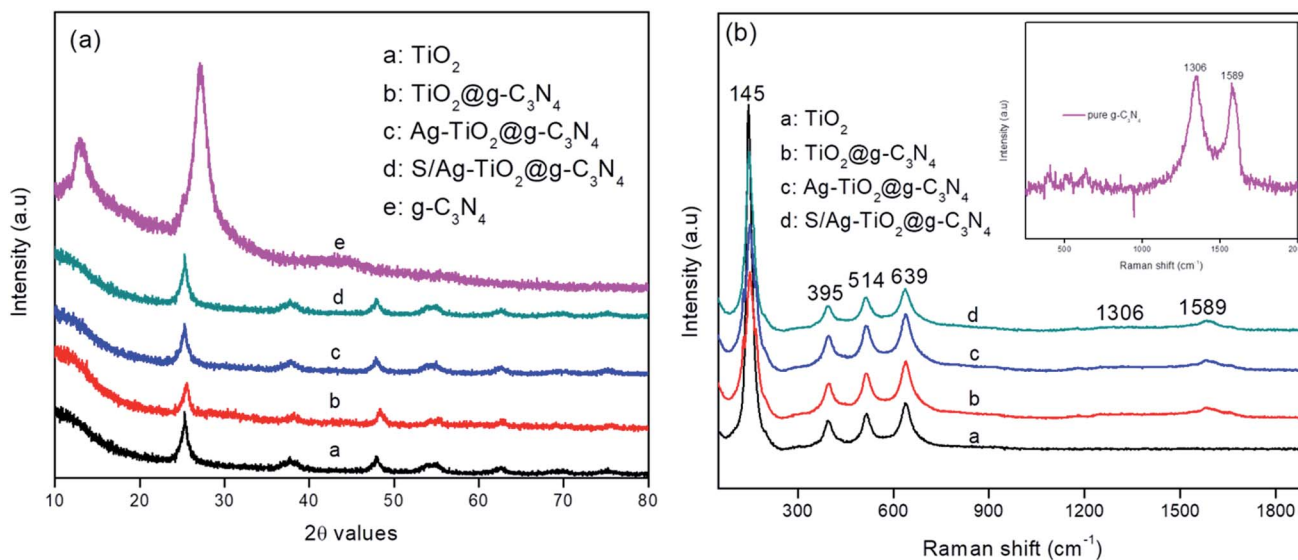 (a)
a: TiO₂
b: TiO₂@g-C₃N₄
c: Ag-TiO₂@g-C₃N₄
d: S/Ag-TiO₂@g-C₃N₄
e: g-C₃N₄
e
d
c
b
a
Intensity (a.u)
10 20 30 40 50 60 70 80
2θ values
(b)
145
a: TiO₂
b: TiO₂@g-C₃N₄
c: Ag-TiO₂@g-C₃N₄
d: S/Ag-TiO₂@g-C₃N₄
395 514 639
1306 1589
d
c
b
a
Intensity (a.u)
300 600 900 1200 1500 1800
Raman shift (cm⁻¹)
1306 1589
pure g-C₃N₄
Intensity (a.u)
500 1000 1500 200
Raman shift (cm⁻¹)